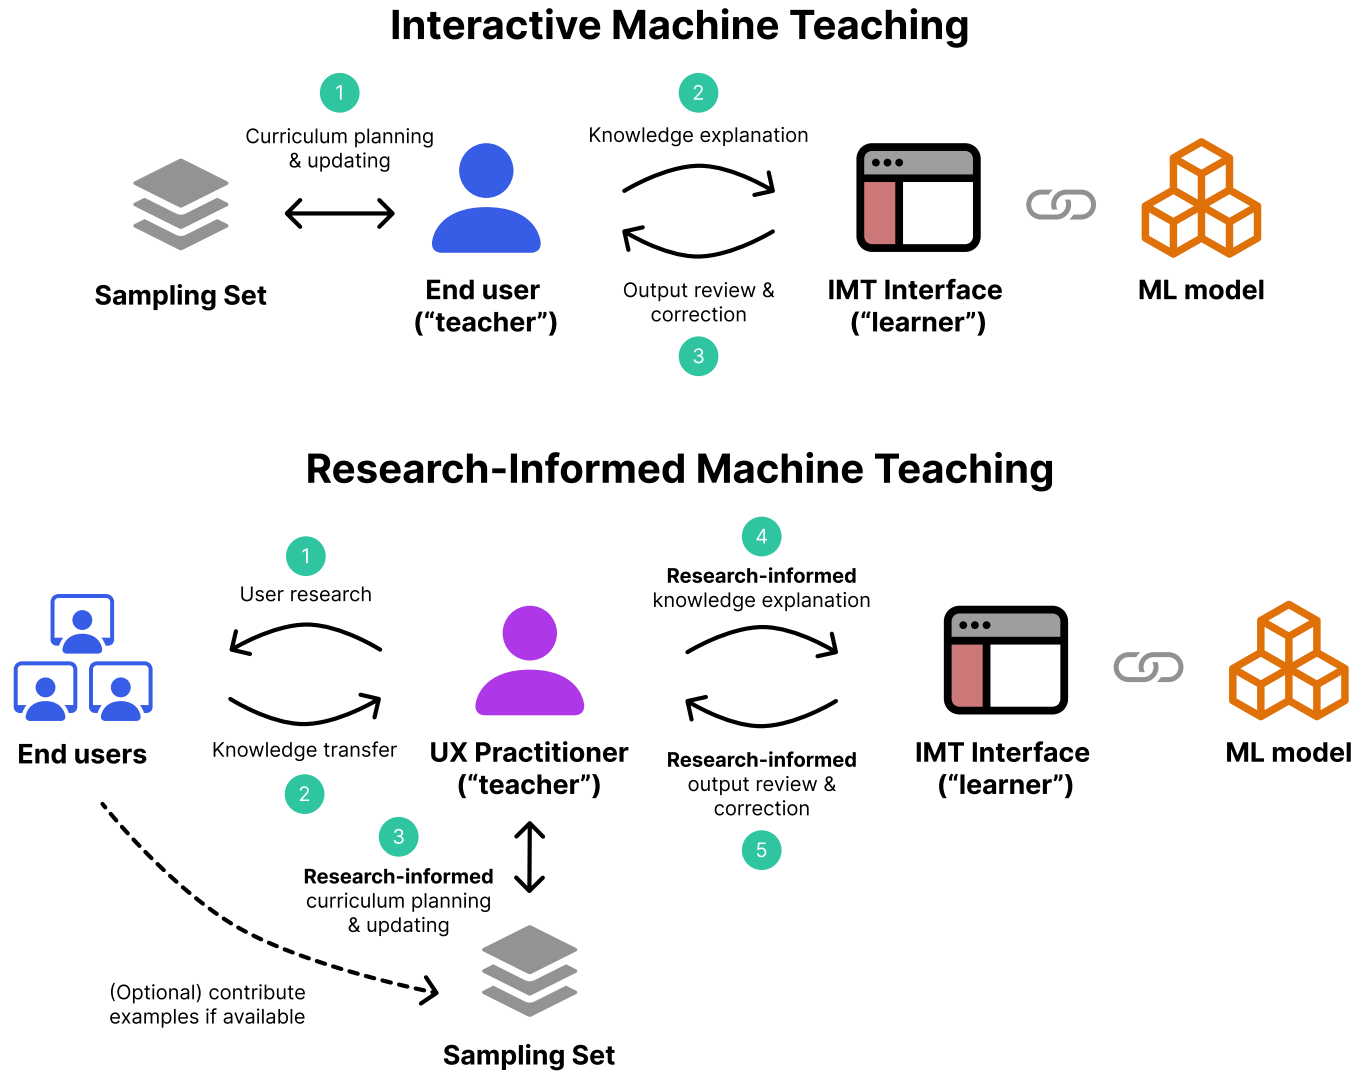 Interactive Machine Teaching
1
Curriculum planning
& updating
2
Knowledge explanation
Output review &
correction
3
Sampling Set
End user
(“teacher”)
IMT Interface
(“learner”)
ML model
Research-Informed Machine Teaching
1
User research
Knowledge transfer
2
4
Research-informed
knowledge explanation
Research-informed
output review &
correction
5
End users
UX Practitioner
(“teacher”)
IMT Interface
(“learner”)
ML model
3
Research-informed
curriculum planning
& updating
(Optional) contribute
examples if available
Sampling Set